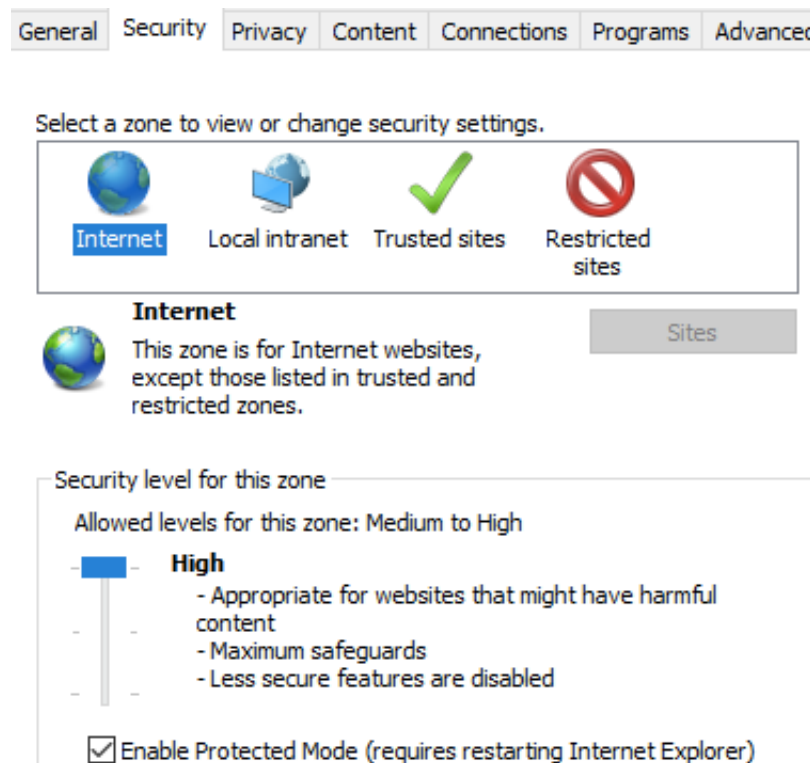 General Security Privacy Content Connections Programs Advanced
Select a zone to view or change security settings.
Internet Local intranet Trusted sites Restricted
sites
Internet
Sites
This zone is for Internet websites,
except those listed in trusted and
restricted zones.
Security level for this zone
Allowed levels for this zone: Medium to High
High
- Appropriate for websites that might have harmful
content
- Maximum safeguards
- Less secure features are disabled
Enable Protected Mode (requires restarting Internet Explorer)